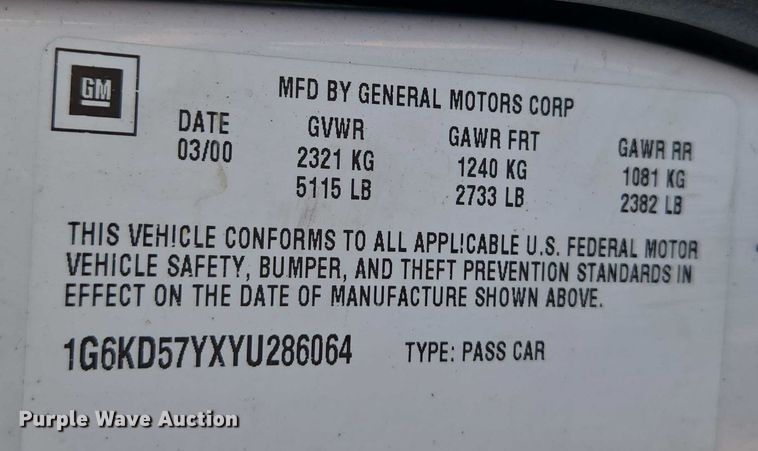 GM
MFD BY GENERAL MOTORS CORP
DATE GVWR GAWR FRT GAWR RR
03/00 2321 KG 1240 KG 1081 KG
5115 LB 2733 LB 2382 LB
THIS VEHICLE CONFORMS TO ALL APPLICABLE U.S. FEDERAL MOTOR
VEHICLE SAFETY, BUMPER, AND THEFT PREVENTION STANDARDS IN
EFFECT ON THE DATE OF MANUFACTURE SHOWN ABOVE.
1G6KD57YXYU286064 TYPE: PASS CAR
Purple Wave Auction